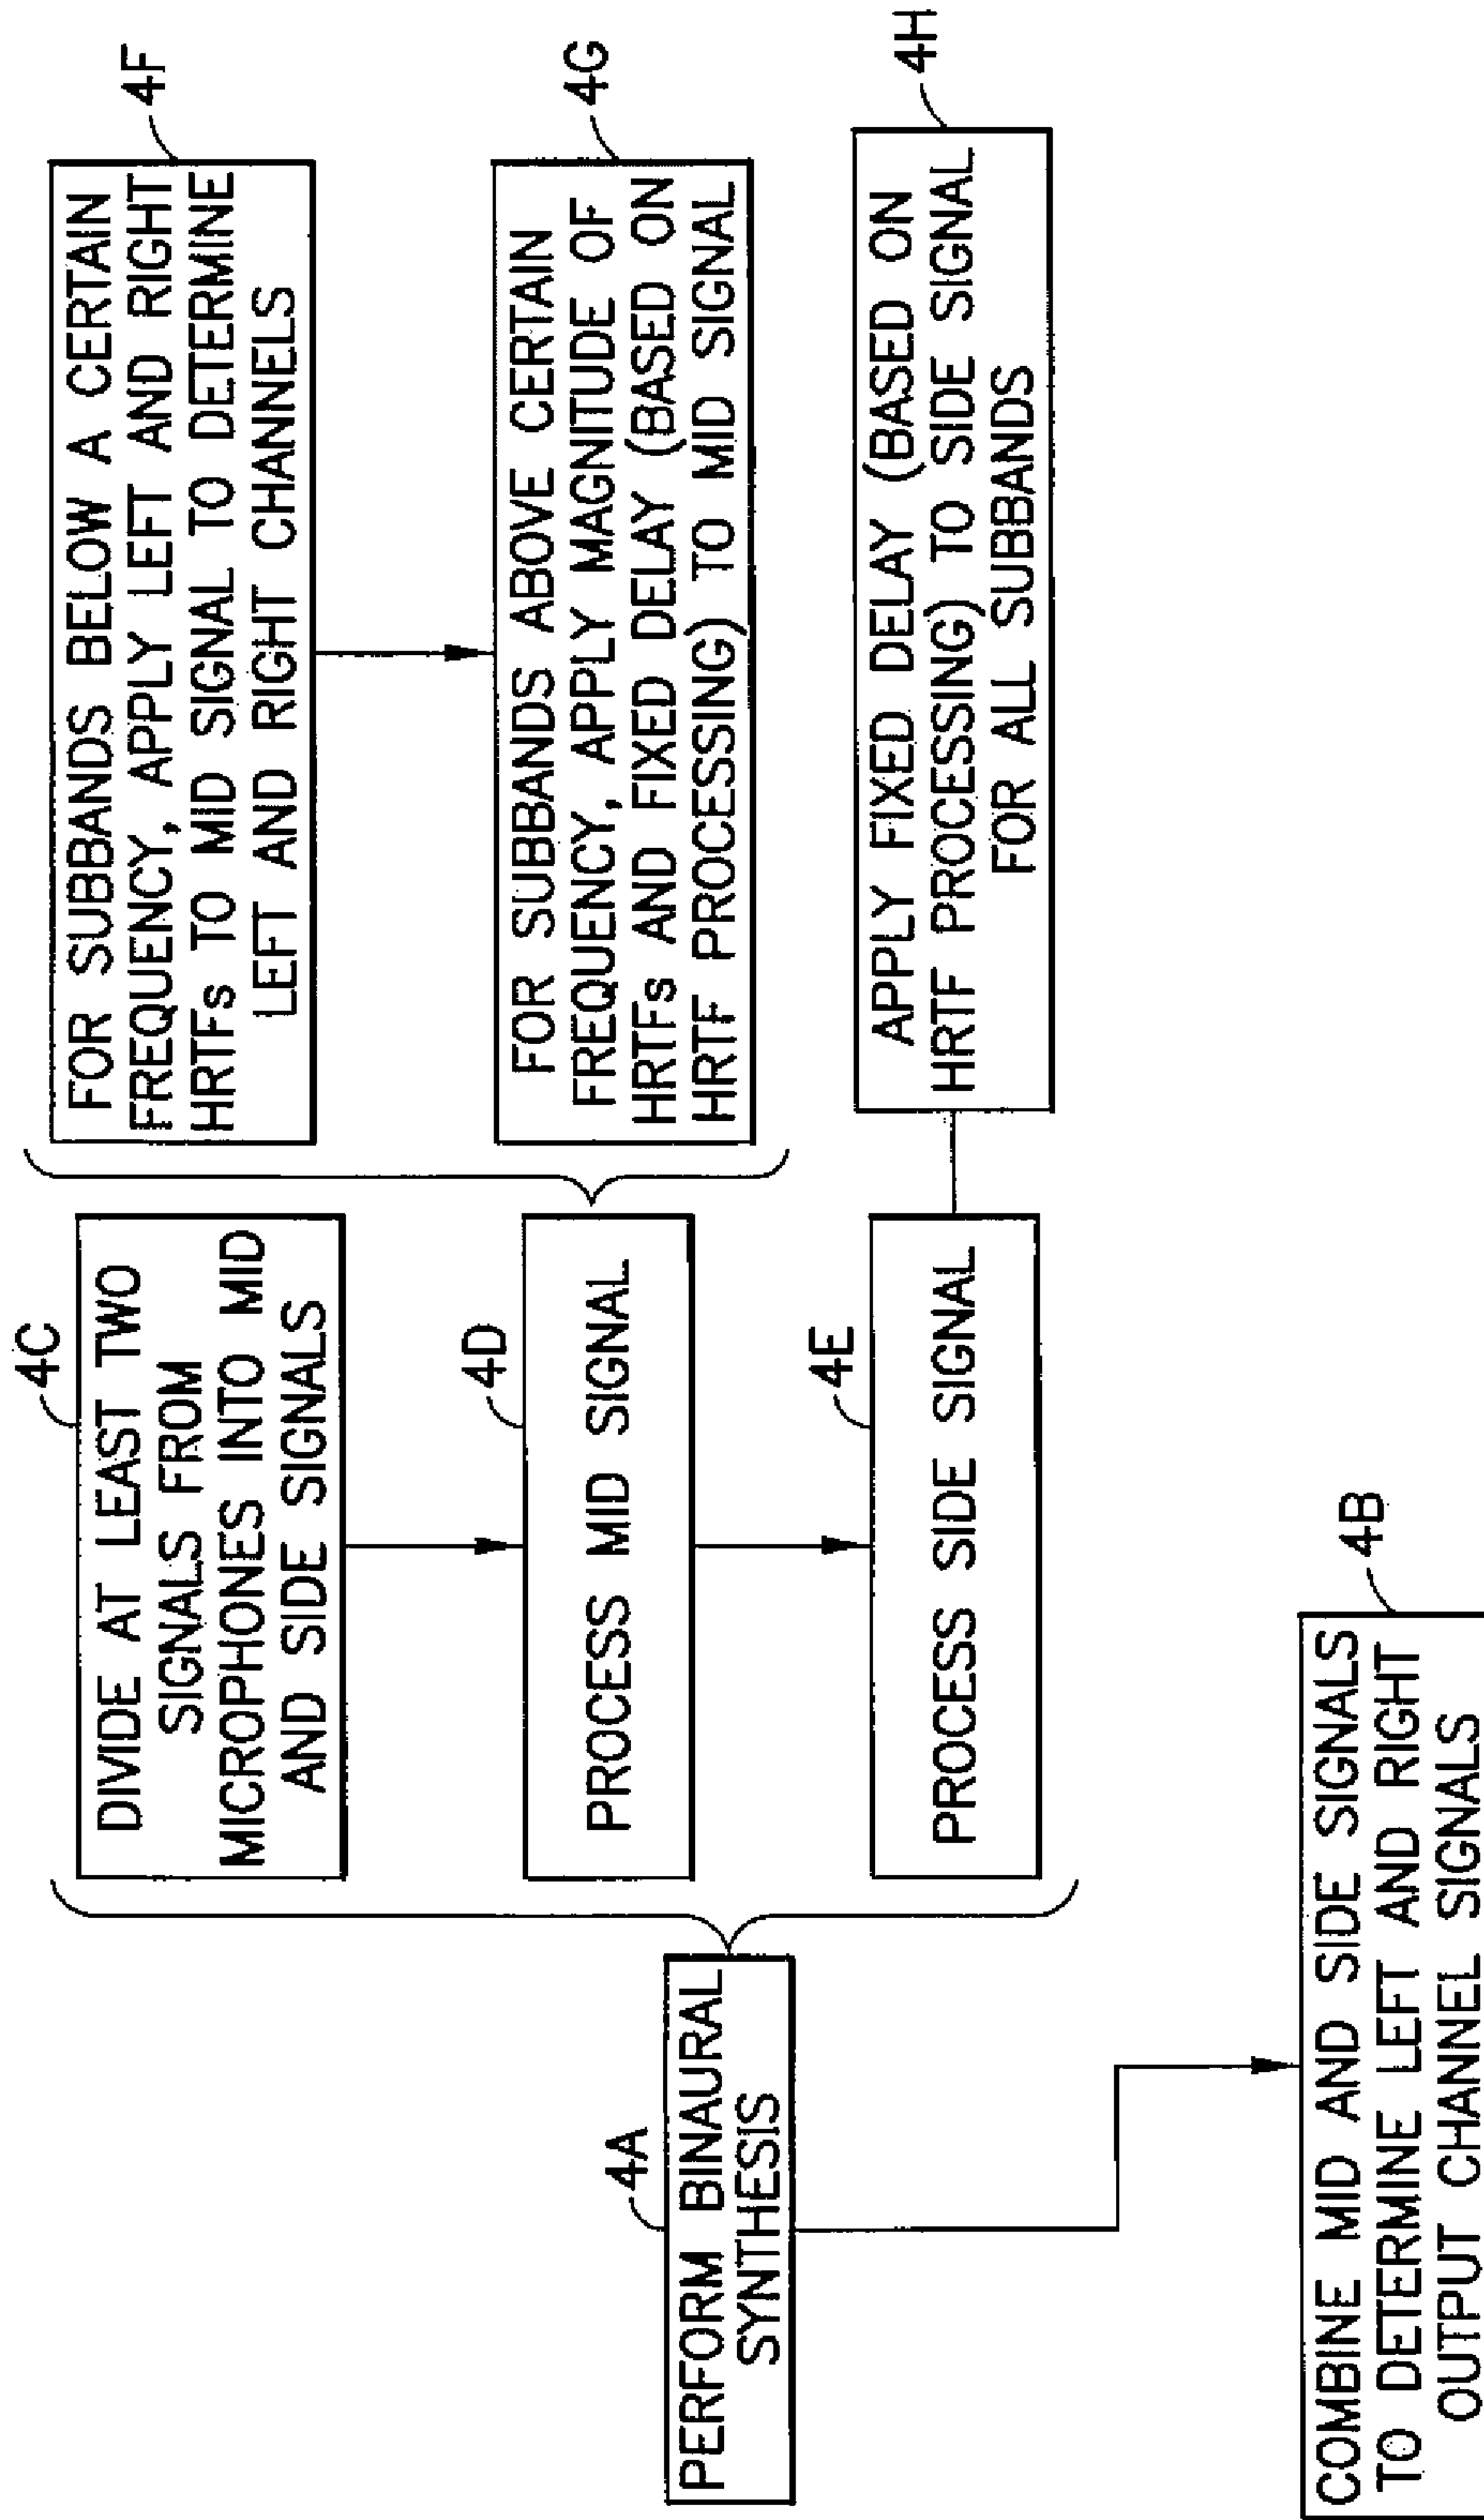 4A
PERFORM BINAURAL
SYNTHESIS
4C
DIVIDE AT LEAST TWO
SIGNALS FROM
MICROPHONES INTO MID
AND SIDE SIGNALS
4D
PROCESS MID SIGNAL
4E
PROCESS SIDE SIGNAL
4F
FOR SUBBANDS BELOW A CERTAIN
FREQUENCY, APPLY LEFT AND RIGHT
HRTFs TO MID SIGNAL TO DETERMINE
LEFT AND RIGHT CHANNELS
4G
FOR SUBBANDS ABOVE CERTAIN
FREQUENCY, APPLY MAGNITUDE OF
HRTFs AND FIXED DELAY (BASED ON
HRTF PROCESSING) TO MID SIGNAL
4H
APPLY FIXED DELAY (BASED ON
HRTF PROCESSING) TO SIDE SIGNAL
FOR ALL SUBBANDS
4B
COMBINE MID AND SIDE SIGNALS
TO DETERMINE LEFT AND RIGHT
OUTPUT CHANNEL SIGNALS